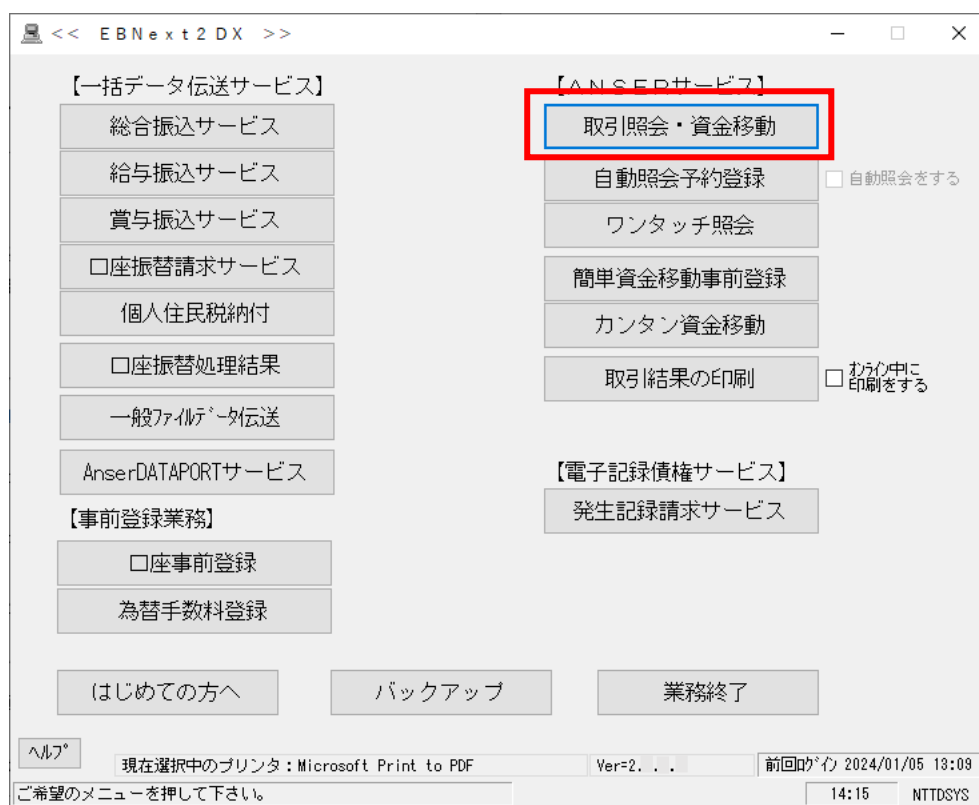 << EBNext2DX >>
【一括データ伝送サービス】
総合振込サービス
給与振込サービス
賞与振込サービス
口座振替請求サービス
個人住民税納付
口座振替処理結果
一般ファイルデータ伝送
AnserDATAPORTサービス
【事前登録業務】
口座事前登録
為替手数料登録
【ANSERサービス】
取引照会・資金移動
自動照会予約登録
自動照会をする
ワンタッチ照会
簡単資金移動事前登録
カンタン資金移動
取引結果の印刷
オンライン中に
印刷をする
【電子記録債権サービス】
発生記録請求サービス
はじめての方へ
バックアップ
業務終了
ヘルプ
現在選択中のプリンタ:Microsoft Print to PDF
Ver=2. . .
前回ログイン 2024/01/05 13:09
ご希望のメニューを押して下さい。
14:15
NTTDSYS